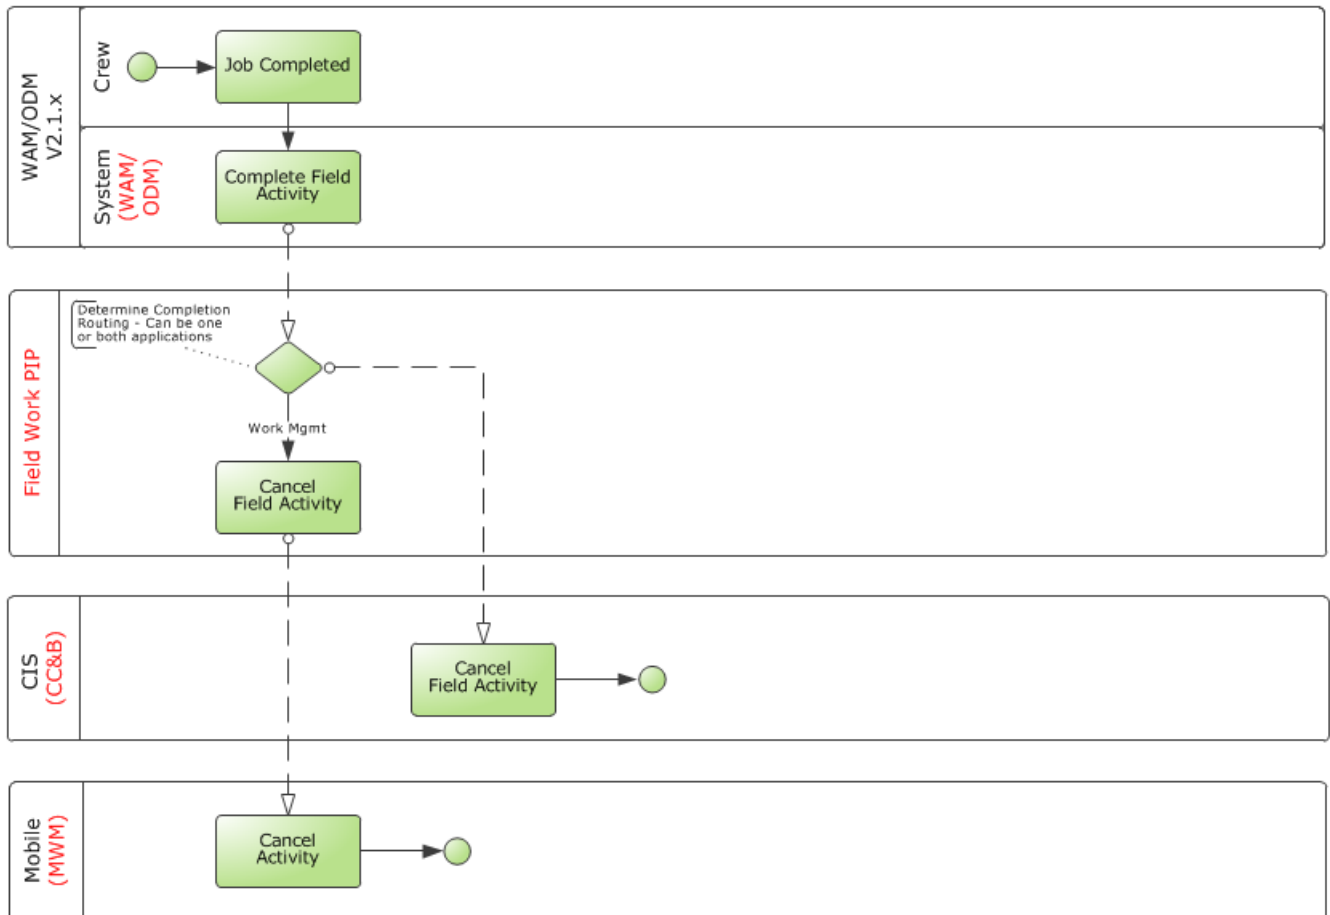 WAM/ODM
V2.1.x
Crew
Job Completed
System
(WAM/
ODM)
Complete Field
Activity
Field Work PIP
Determine Completion
Routing - Can be one
or both applications
Work Mgmt
Cancel
Field Activity
CIS
(CC&B)
Cancel
Field Activity
Mobile
(MWM)
Cancel
Activity